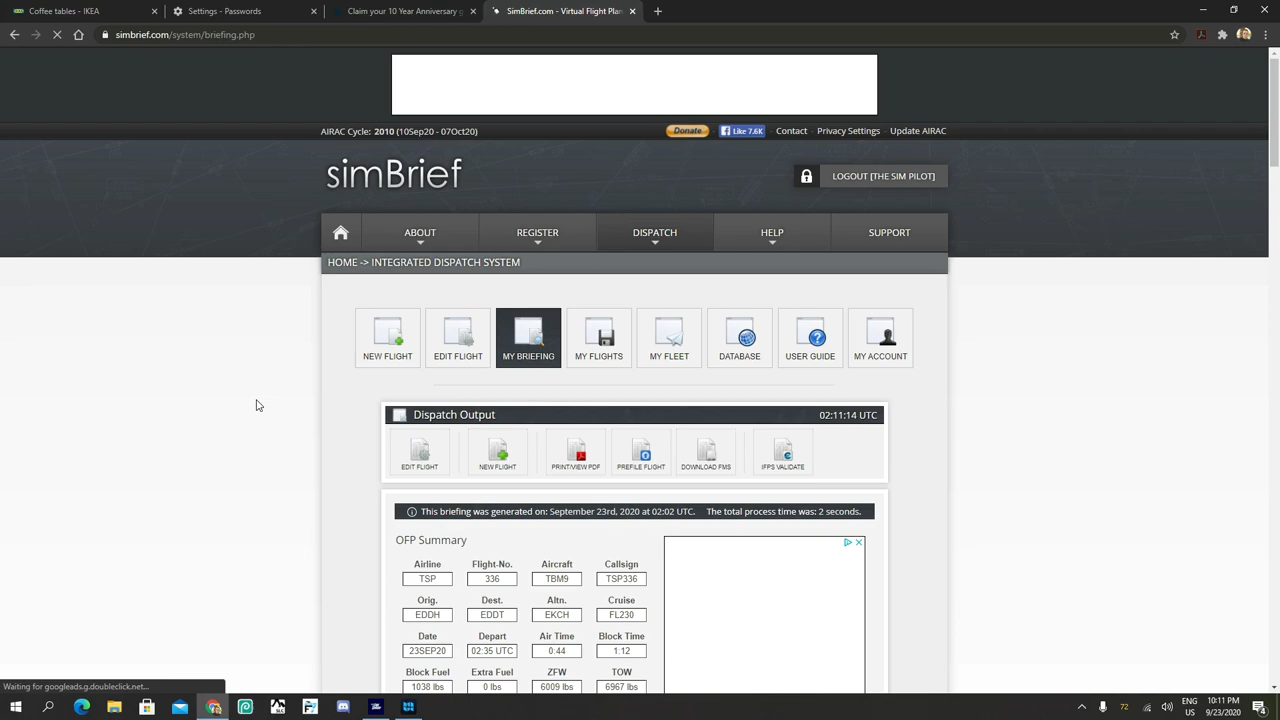 Coffee tables - IKEA
Settings - Passwords
Claim your 10 Year Anniversary g
SimBrief.com - Virtual Flight Plan
simbrief.com/system/briefing.php
AIRAC Cycle: 2010 (10Sep20 - 07Oct20)
Donate
Like 7.6K
Contact
Privacy Settings
Update AIRAC
simBrief
LOGOUT [THE SIM PILOT]
ABOUT
REGISTER
DISPATCH
HELP
SUPPORT
HOME -> INTEGRATED DISPATCH SYSTEM
NEW FLIGHT
EDIT FLIGHT
MY BRIEFING
MY FLIGHTS
MY FLEET
DATABASE
USER GUIDE
MY ACCOUNT
Dispatch Output
02:11:14 UTC
EDIT FLIGHT
NEW FLIGHT
PRINT/VIEW PDF
PREFILE FLIGHT
DOWNLOAD FMS
IFPS VALIDATE
This briefing was generated on: September 23rd, 2020 at 02:02 UTC. The total process time was: 2 seconds.
OFP Summary
Airline Flight-No. Aircraft Callsign
TSP 336 TBM9 TSP336
Orig. Dest. Altn. Cruise
EDDH EDDT EKCH FL230
Date Depart Air Time Block Time
23SEP20 02:35 UTC 0:44 1:12
Block Fuel Extra Fuel ZFW TOW
1038 lbs 0 lbs 6009 lbs 6967 lbs
Waiting for googleads.g.doubleclick.net...
72
ENG
US
10:11 PM
9/23/2020
4